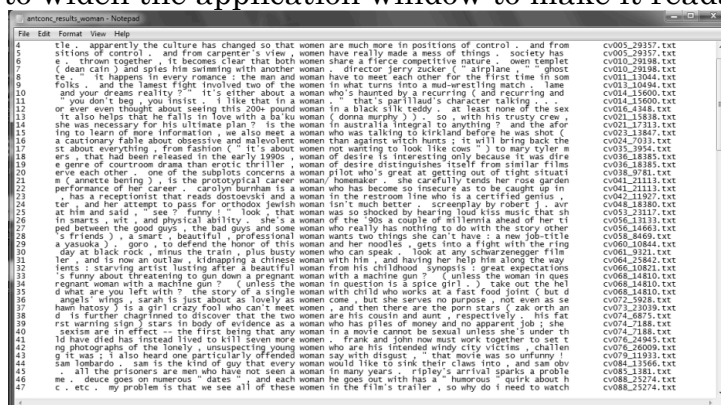 to widen the application window to make it reada
antconc_results_woman - Notepad
File Edit Format View Help
4 tle . apparently the culture has changed so that women are much more in positions of control . and from cv005_29357.txt
5 sitions of control . and from carpenter's view , women have really made a mess of things . society has cv005_29357.txt
6 e . thrown together , it becomes clear that both women share a fierce competitive nature . owen templet cv010_29198.txt
7 ( dean cain ) and spies him swimming with another woman . director jerry zucker ( " airplane , " " ghost cv010_29198.txt
8 te . " it happens in every romance : the man and woman have to meet each other for the first time in som cv011_13044.txt
9 folks . and the lamest fight involved two of the women in what turns into a mud-wrestling match . lame cv013_10494.txt
10 and your dreams reality ? " it's either about a woman who's haunted by a recurring ( and recurring and cv014_15600.txt
11 " you don't beg , you insist . i like that in a woman . " that's parillaud's character talking . . . cv014_15600.txt
12 or ever even thought about seeing this 200+ pound woman in a black silk teddy . at least none of the sex cv016_4348.txt
13 it also helps that he falls in love with a ba'ku woman ( donna murphy ) ) . so , with his trusty crew , cv021_15838.txt
14 she was necessary for his ultimate plan ? is the woman in australia integral to anything ? and the afor cv021_17313.txt
15 ing to learn of more information , we also meet a woman who was talking to kirkland before he was shot ( cv023_13847.txt
16 a cautionary fable about obsessive and malevolent women than against witch hunts ; it will bring back the cv024_7033.txt
17 st about everything , from fashion ( " it's about women not wanting to look like cows " ) to mary tyler m cv035_3954.txt
18 ers , that had been released in the early 1990s , woman of desire is interesting only because it was dire cv036_18385.txt
19 e genre of courtroom drama than erotic thriller , woman of desire distinguishes itself from similar films cv036_18385.txt
20 erve each other . one of the subplots concerns a woman pilot who's great at getting out of tight situati cv038_9781.txt
21 m ( annette bening ) , is the protoypical career woman/ homemaker . she carefully tends her rose garden cv041_21113.txt
22 performance of her career . carolyn burnham is a woman who has become so insecure as to be caught up in cv041_21113.txt
23 , has a receptionist that reads dostoevski and a woman in the restroom line who is a certified genius , cv042_11927.txt
24 ter , and her attempt to pass for orthodox jewish woman isn't much better . screenplay by robert j . avr cv048_18380.txt
25 at him and said , " see ? funny ! " look , that woman was so shocked by hearing loud kiss music that sh cv053_23117.txt
26 in smarts , wit , and physical ability . she's a woman of the '90s a couple of millennia ahead of her ti cv056_13133.txt
27 ped between the good guys , the bad guys and some woman who really has nothing to do with the story other cv056_14663.txt
28 's friends ) , a smart , beautiful , professional woman wants two things she can't have : a new job-title cv058_8469.txt
29 a yasuoka ) . goro , to defend the honor of this woman and her noodles , gets into a fight with the ring cv060_10844.txt
30 day at black rock , minus the train , plus busty women who can speak , look at any schwarzenegger film cv061_9321.txt
31 ler , and is now an outlaw , kidnapping a chinese woman with him , and having her help him along the way cv064_25842.txt
32 ients : starving artist lusting after a beautiful woman from his childhood synopsis : great expectations cv066_10821.txt
33 's funny about threatening to gun down a pregnant woman with a machine gun ? ( unless the woman in ques cv068_14810.txt
34 regnant woman with a machine gun ? ( unless the woman in question is a spice girl . ) take out the hel cv068_14810.txt
35 d what are you left with ? the story of a single woman with child who works at a fast food joint ( but d cv068_14810.txt
36 angels' wings , sarah is just about as lovely as women come , but she serves no purpose , not even as se cv072_5928.txt
37 hawn hatosy ) is a girl crazy fool who can't meet women , and then there are the porn stars ( zak orth an cv073_23039.txt
38 d is further chagrinned to discover that the two women are his cousin and aunt , respectively . his fat cv074_6875.txt
39 rst warning sign ) stars in body of evidence as a woman who has piles of money and no apparent job ; she cv074_7188.txt
40 sexism are in effect -- the first being that any woman in a movie cannot be sexual unless she's under th cv074_7188.txt
41 ld have died has instead lived to kill seven more women . frank and john now must work together to set t cv076_24945.txt
42 ng photographs of the lonely , unsuspecting young women who are his intended windy city victims , challen cv076_26009.txt
43 g it was ; i also heard one particularly offended woman say with disgust , " that movie was so unfunny ! cv079_11933.txt
44 sam lombardo . sam is the kind of guy that every woman would like to sink their claws into , and sam obv cv084_13566.txt
45 . all the prisoners are men who have not seen a woman in many years . ripley's arrival sparks a proble cv085_1381.txt
46 me . deuce goes on numerous " dates " , and each woman he goes out with has a " humorous " quirk about h cv088_25274.txt
47 c . etc . my problem is that we see all of these women in the film's trailer , so why do i need to watch cv088_25274.txt